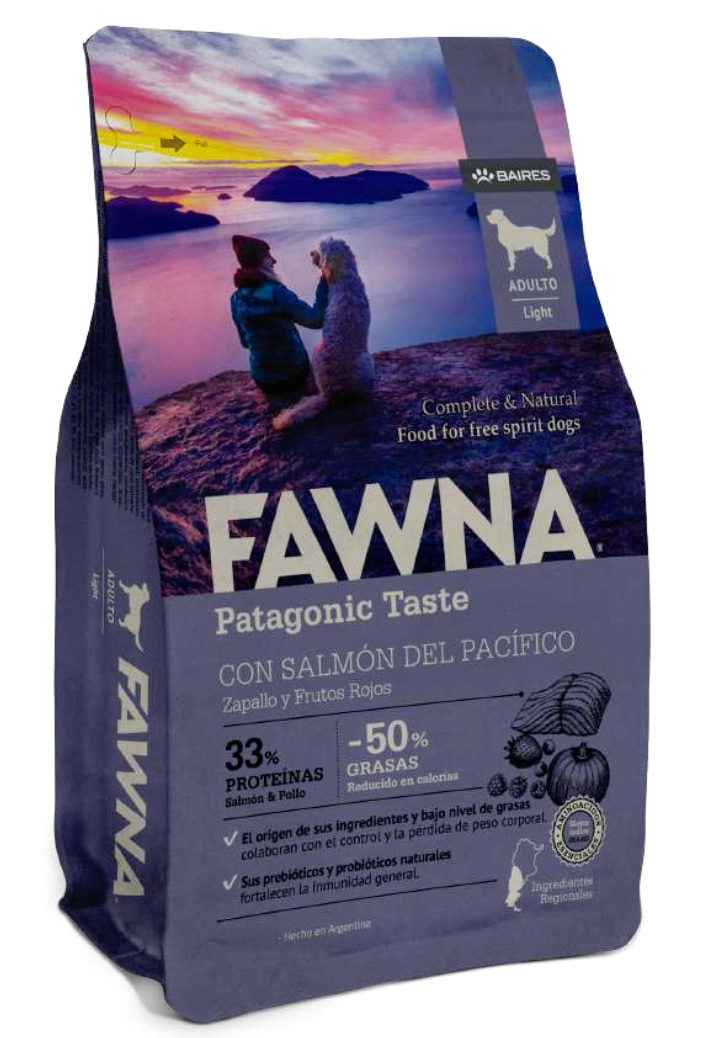 Pull
BAIRES
ADULTO
Light
Complete & Natural
Food for free spirit dogs
FAWNA
Patagonic Taste
CON SALMÓN DEL PACÍFICO
Zapallo y Frutos Rojos
33%
PROTEÍNAS
Salmón & Pollo
-50%
GRASAS
Reducido en calorías
El origen de sus ingredientes y bajo nivel de grasas
colaboran con el control y la pérdida de peso corporal.
Sus prebióticos y probióticos naturales
fortalecen la inmunidad general.
AMINOÁCIDOS
ESENCIALES
Ingredientes
Regionales
- Hecho en Argentina
ADULTO
Light
FAWNA